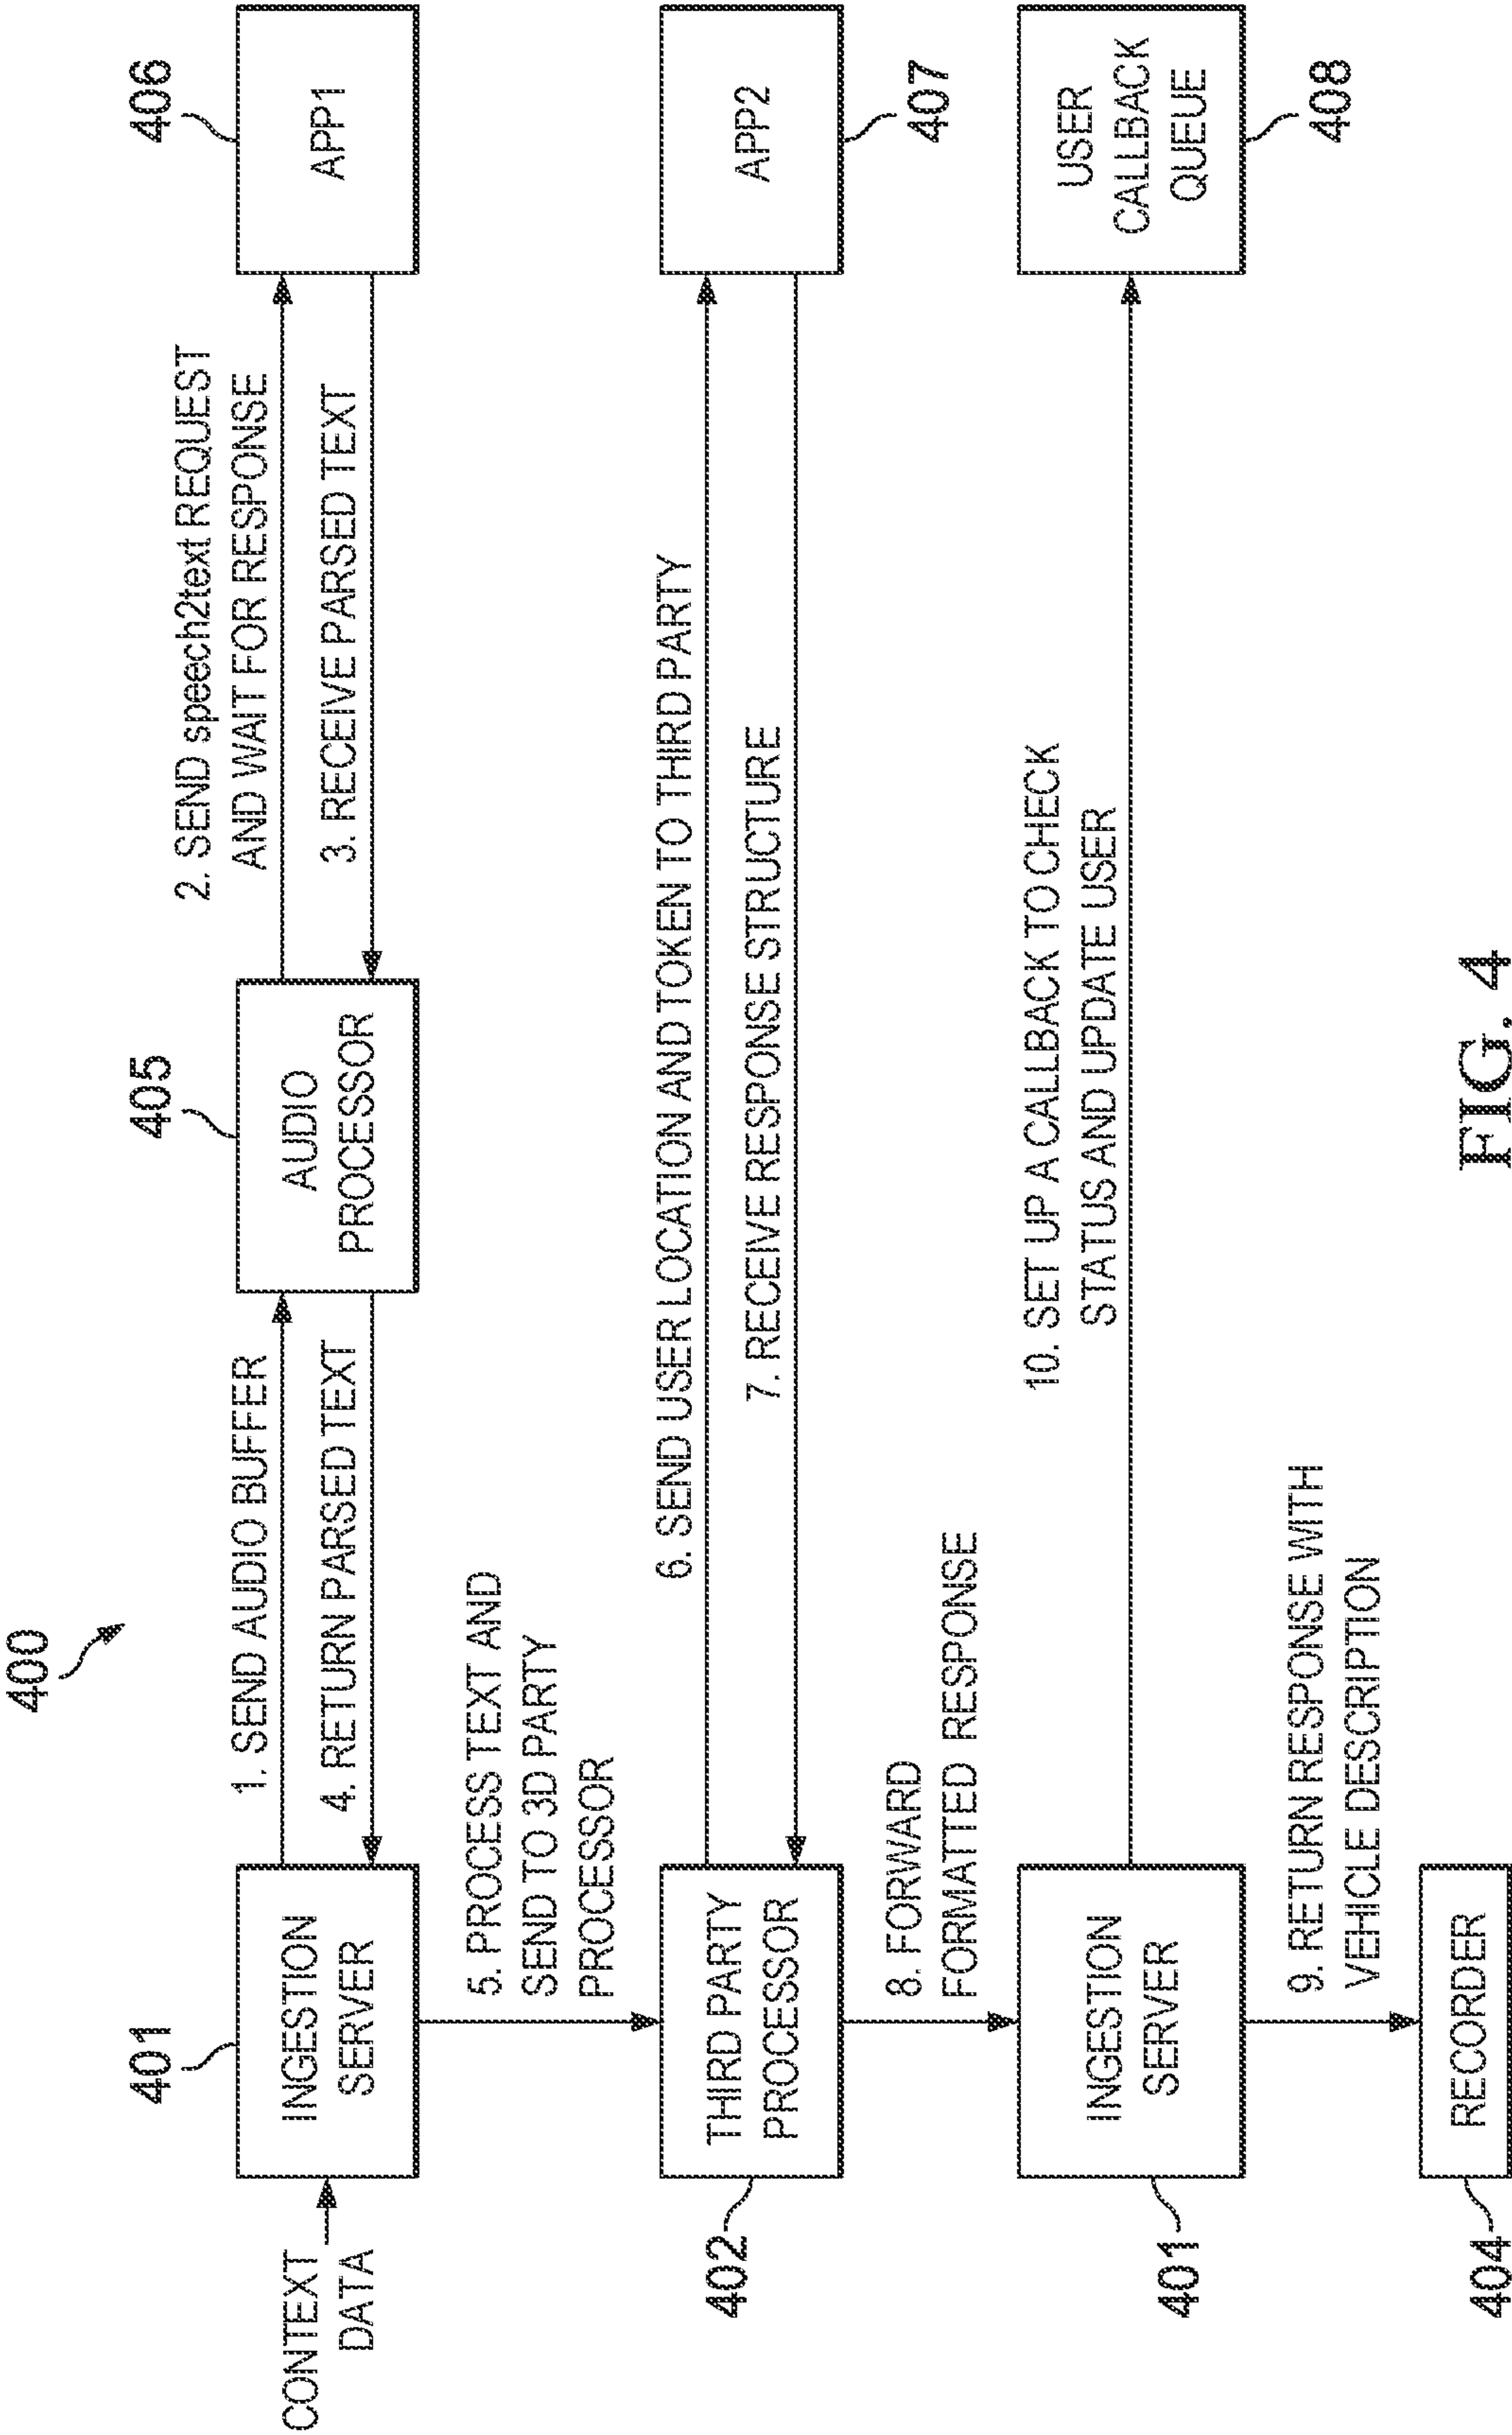 400
401
405
406
CONTEXT
DATA
INGESTION
SERVER
1. SEND AUDIO BUFFER
4. RETURN PARSED TEXT
AUDIO
PROCESSOR
2. SEND speech2text REQUEST
AND WAIT FOR RESPONSE
3. RECEIVE PARSED TEXT
APP1
5. PROCESS TEXT AND
SEND TO 3D PARTY
PROCESSOR
402
THIRD PARTY
PROCESSOR
6. SEND USER LOCATION AND TOKEN TO THIRD PARTY
7. RECEIVE RESPONSE STRUCTURE
APP2
407
8. FORWARD
FORMATTED RESPONSE
401
INGESTION
SERVER
10. SET UP A CALLBACK TO CHECK
STATUS AND UPDATE USER
USER
CALLBACK
QUEUE
408
9. RETURN RESPONSE WITH
VEHICLE DESCRIPTION
404
RECORDER
FIG. 4